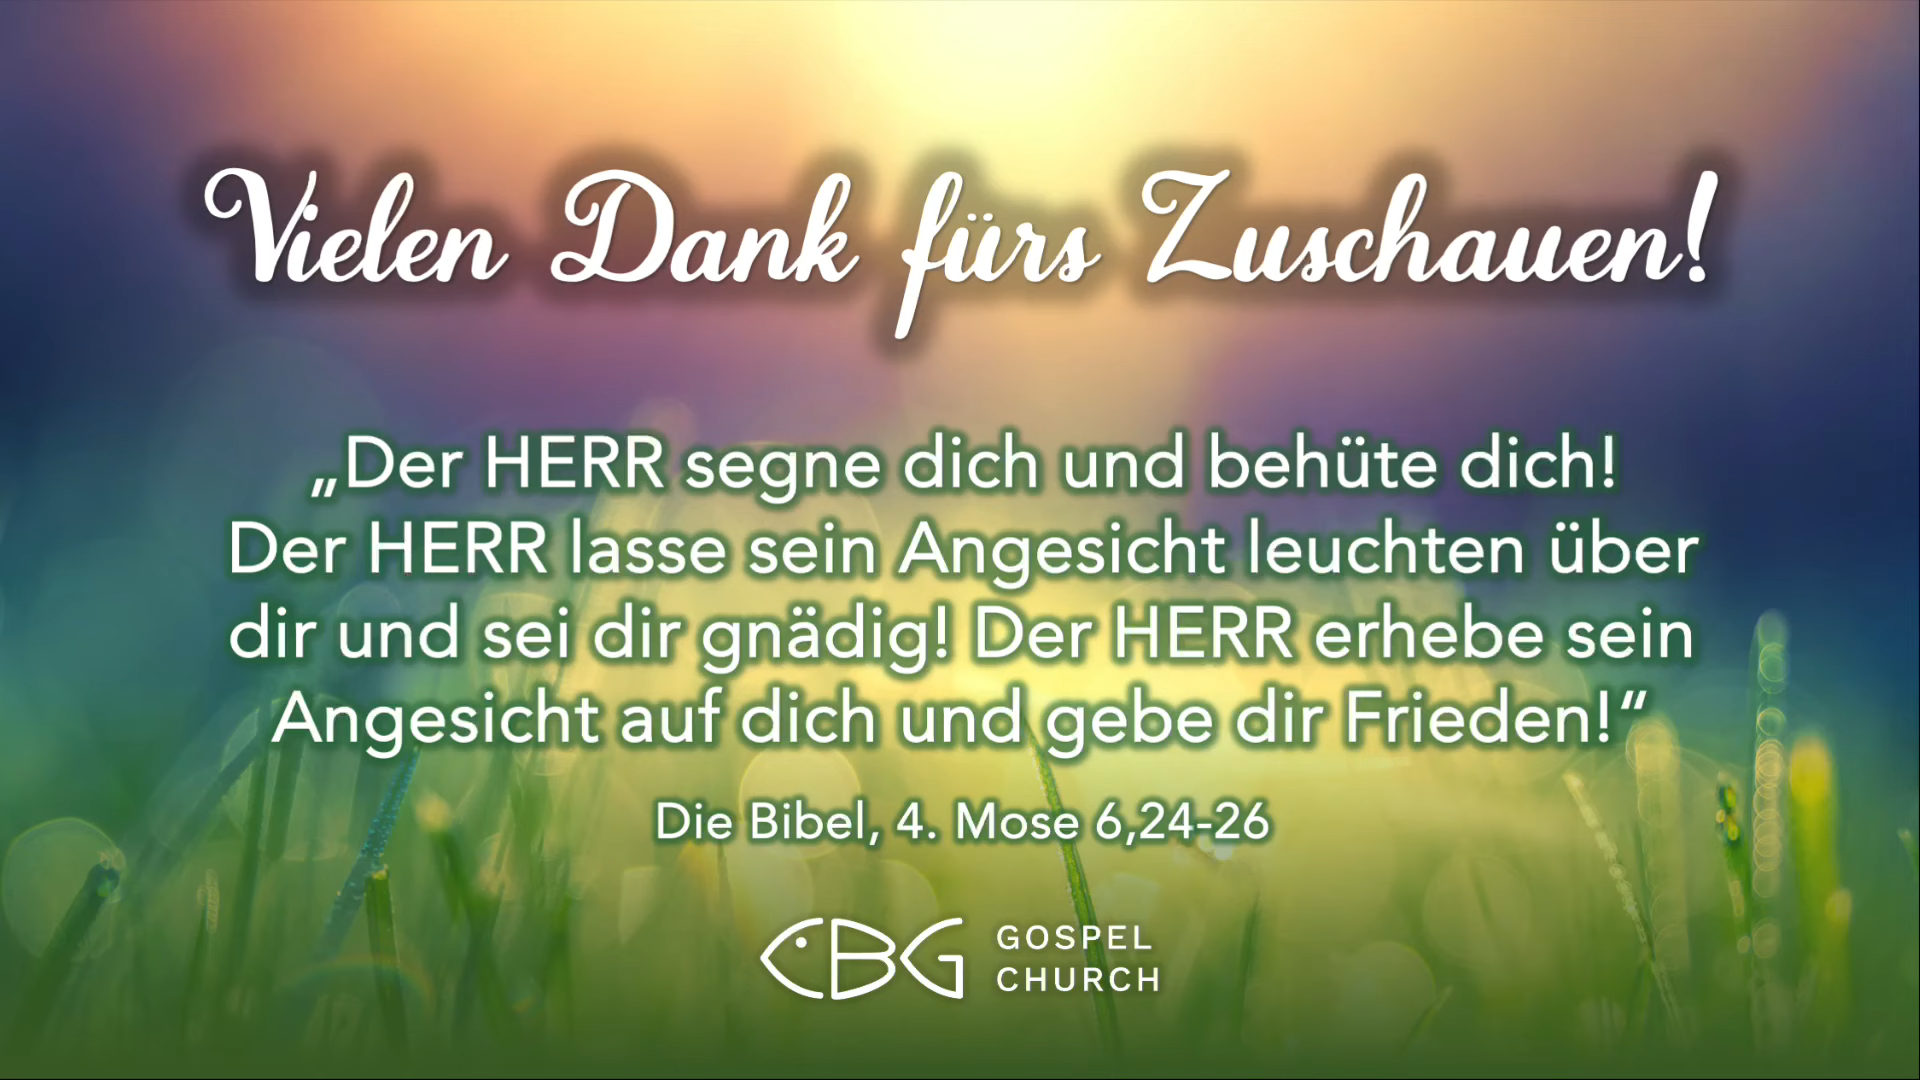 Vielen Dank fürs Zuschauen!
„Der HERR segne dich und behüte dich!
Der HERR lasse sein Angesicht leuchten über
dir und sei dir gnädig! Der HERR erhebe sein
Angesicht auf dich und gebe dir Frieden!“
Die Bibel, 4. Mose 6,24-26
CBG GOSPEL
CHURCH